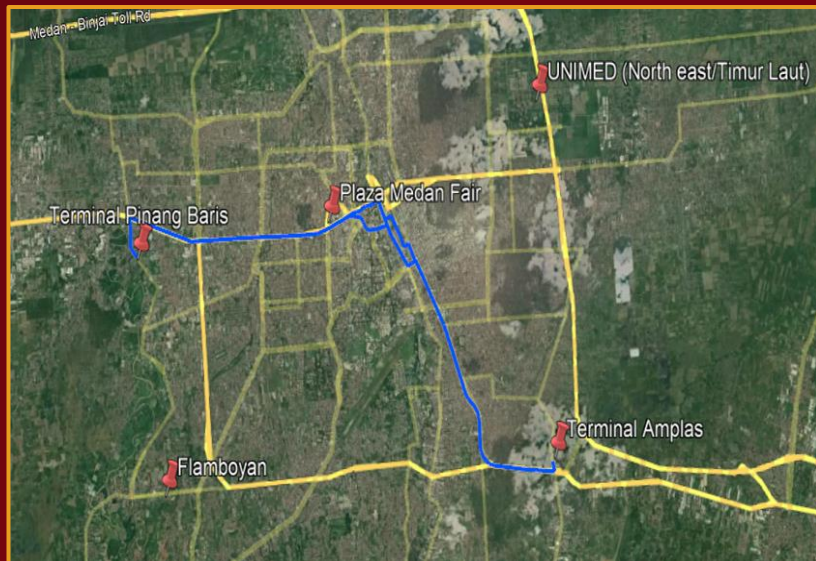 Medan - Binjai Toll Rd
UNIMED (North east/Timur Laut)
Plaza Medan Fair
Terminal Pinang Baris
Terminal Amplas
Flamboyan